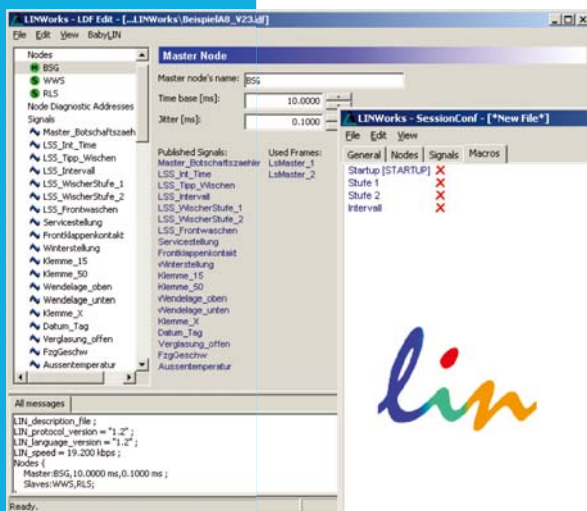 LINWorks - LDF Edit - [...LINWorks\BeispielA8_V23.ldf]
File Edit View BabyLIN
Nodes
BSG
WWS
RLS
Node Diagnostic Addresses
Signals
Master_Botschaftszaeh
LSS_Int_Time
LSS_Tipp_Wischen
LSS_Intervall
LSS_WischerStufe_1
LSS_WischerStufe_2
LSS_Frontwaschen
Servicestellung
Frontklappenkontakt
Winterstellung
Klemme_15
Klemme_50
Wendelage_oben
Wendelage_unten
Klemme_X
Datum_Tag
Verglasung_offen
FzgGeschw
Aussentemperatur
Master Node
Master node's name: BSG
Time base [ms]: 10.0000
Jitter [ms]: 0.1000
Published Signals:
Master_Botschaftszaehler
LSS_Int_Time
LSS_Tipp_Wischen
LSS_Intervall
LSS_WischerStufe_1
LSS_WischerStufe_2
LSS_Frontwaschen
Servicestellung
Frontklappenkontakt
Winterstellung
Klemme_15
Klemme_50
Wendelage_oben
Wendelage_unten
Klemme_X
Datum_Tag
Verglasung_offen
FzgGeschw
Aussentemperatur
Used Frames:
LsMaster_1
LsMaster_2
All messages
LIN_description_file ;
LIN_protocol_version = "1.2" ;
LIN_language_version = "1.2" ;
LIN_speed = 19.200 kbps ;
Nodes {
Master:BSG,10.0000 ms,0.1000 ms ;
Slaves:WWS,RLS;
Ready.
LINWorks - SessionConf - [*New File*]
File Edit View
General Nodes Signals Macros
Startup [STARTUP]
Stufe 1
Stufe 2
Intervall
lin